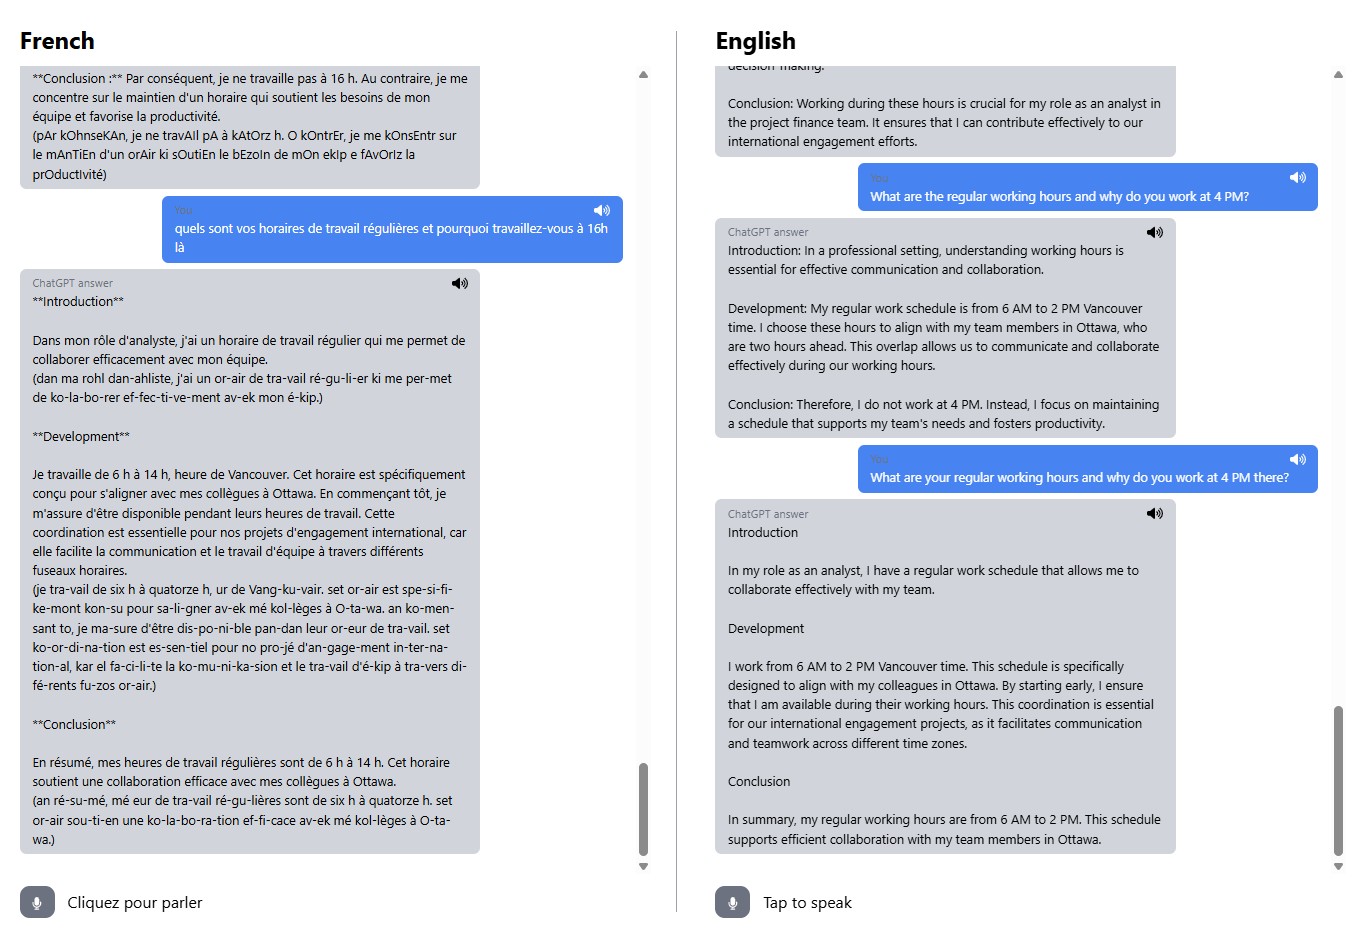 French
**Conclusion :** Par conséquent, je ne travaille pas à 16 h. Au contraire, je me
concentre sur le maintien d'un horaire qui soutient les besoins de mon
équipe et favorise la productivité.
(pAr kOhnseKAn, je ne travAIl pA à kAtOrz h. O kOntrEr, je me kOnsEntr sur
le mAnTiEn d'un orAir ki sOutiEn le bEzoIn de mOn ekIp e fAvOrIz la
prOductIvité)
You
quels sont vos horaires de travail régulières et pourquoi travaillez-vous à 16h
là
ChatGPT answer
**Introduction**
Dans mon rôle d'analyste, j'ai un horaire de travail régulier qui me permet de
collaborer efficacement avec mon équipe.
(dan ma rohl dan-ahliste, j'ai un or-air de tra-vail ré-gu-li-er ki me per-met
de ko-la-bo-rer ef-fec-ti-ve-ment av-ek mon é-kip.)
**Development**
Je travaille de 6 h à 14 h, heure de Vancouver. Cet horaire est spécifiquement
conçu pour s'aligner avec mes collègues à Ottawa. En commençant tôt, je
m'assure d'être disponible pendant leurs heures de travail. Cette
coordination est essentielle pour nos projets d'engagement international, car
elle facilite la communication et le travail d'équipe à travers différents
fuseaux horaires.
(je tra-vail de six h à quatorze h, ur de Vang-ku-vair. set or-air est spe-si-fi-
ke-mont kon-su pour sa-li-gner av-ek mé kol-lèges à O-ta-wa. an ko-men-
sant to, je ma-sure d'être dis-po-ni-ble pan-dan leur or-eur de tra-vail. set
ko-or-di-na-tion est es-sen-tiel pour no pro-jé d'an-gage-ment in-ter-na-
tion-al, kar el fa-ci-li-te la ko-mu-ni-ka-sion et le tra-vail d'é-kip à tra-vers di-
fé-rents fu-zos or-air.)
**Conclusion**
En résumé, mes heures de travail régulières sont de 6 h à 14 h. Cet horaire
soutient une collaboration efficace avec mes collègues à Ottawa.
(an ré-su-mé, mé eur de tra-vail ré-gu-lières sont de six h à quatorze h. set
or-air sou-ti-en une ko-la-bo-ra-tion ef-fi-cace av-ek mé kol-lèges à O-ta-
wa.)
Cliquez pour parler
English
decision-making.
Conclusion: Working during these hours is crucial for my role as an analyst in
the project finance team. It ensures that I can contribute effectively to our
international engagement efforts.
You
What are the regular working hours and why do you work at 4 PM?
ChatGPT answer
Introduction: In a professional setting, understanding working hours is
essential for effective communication and collaboration.
Development: My regular work schedule is from 6 AM to 2 PM Vancouver
time. I choose these hours to align with my team members in Ottawa, who
are two hours ahead. This overlap allows us to communicate and collaborate
effectively during our working hours.
Conclusion: Therefore, I do not work at 4 PM. Instead, I focus on maintaining
a schedule that supports my team's needs and fosters productivity.
You
What are your regular working hours and why do you work at 4 PM there?
ChatGPT answer
Introduction
In my role as an analyst, I have a regular work schedule that allows me to
collaborate effectively with my team.
Development
I work from 6 AM to 2 PM Vancouver time. This schedule is specifically
designed to align with my colleagues in Ottawa. By starting early, I ensure
that I am available during their working hours. This coordination is essential
for our international engagement projects, as it facilitates communication
and teamwork across different time zones.
Conclusion
In summary, my regular working hours are from 6 AM to 2 PM. This schedule
supports efficient collaboration with my team members in Ottawa.
Tap to speak